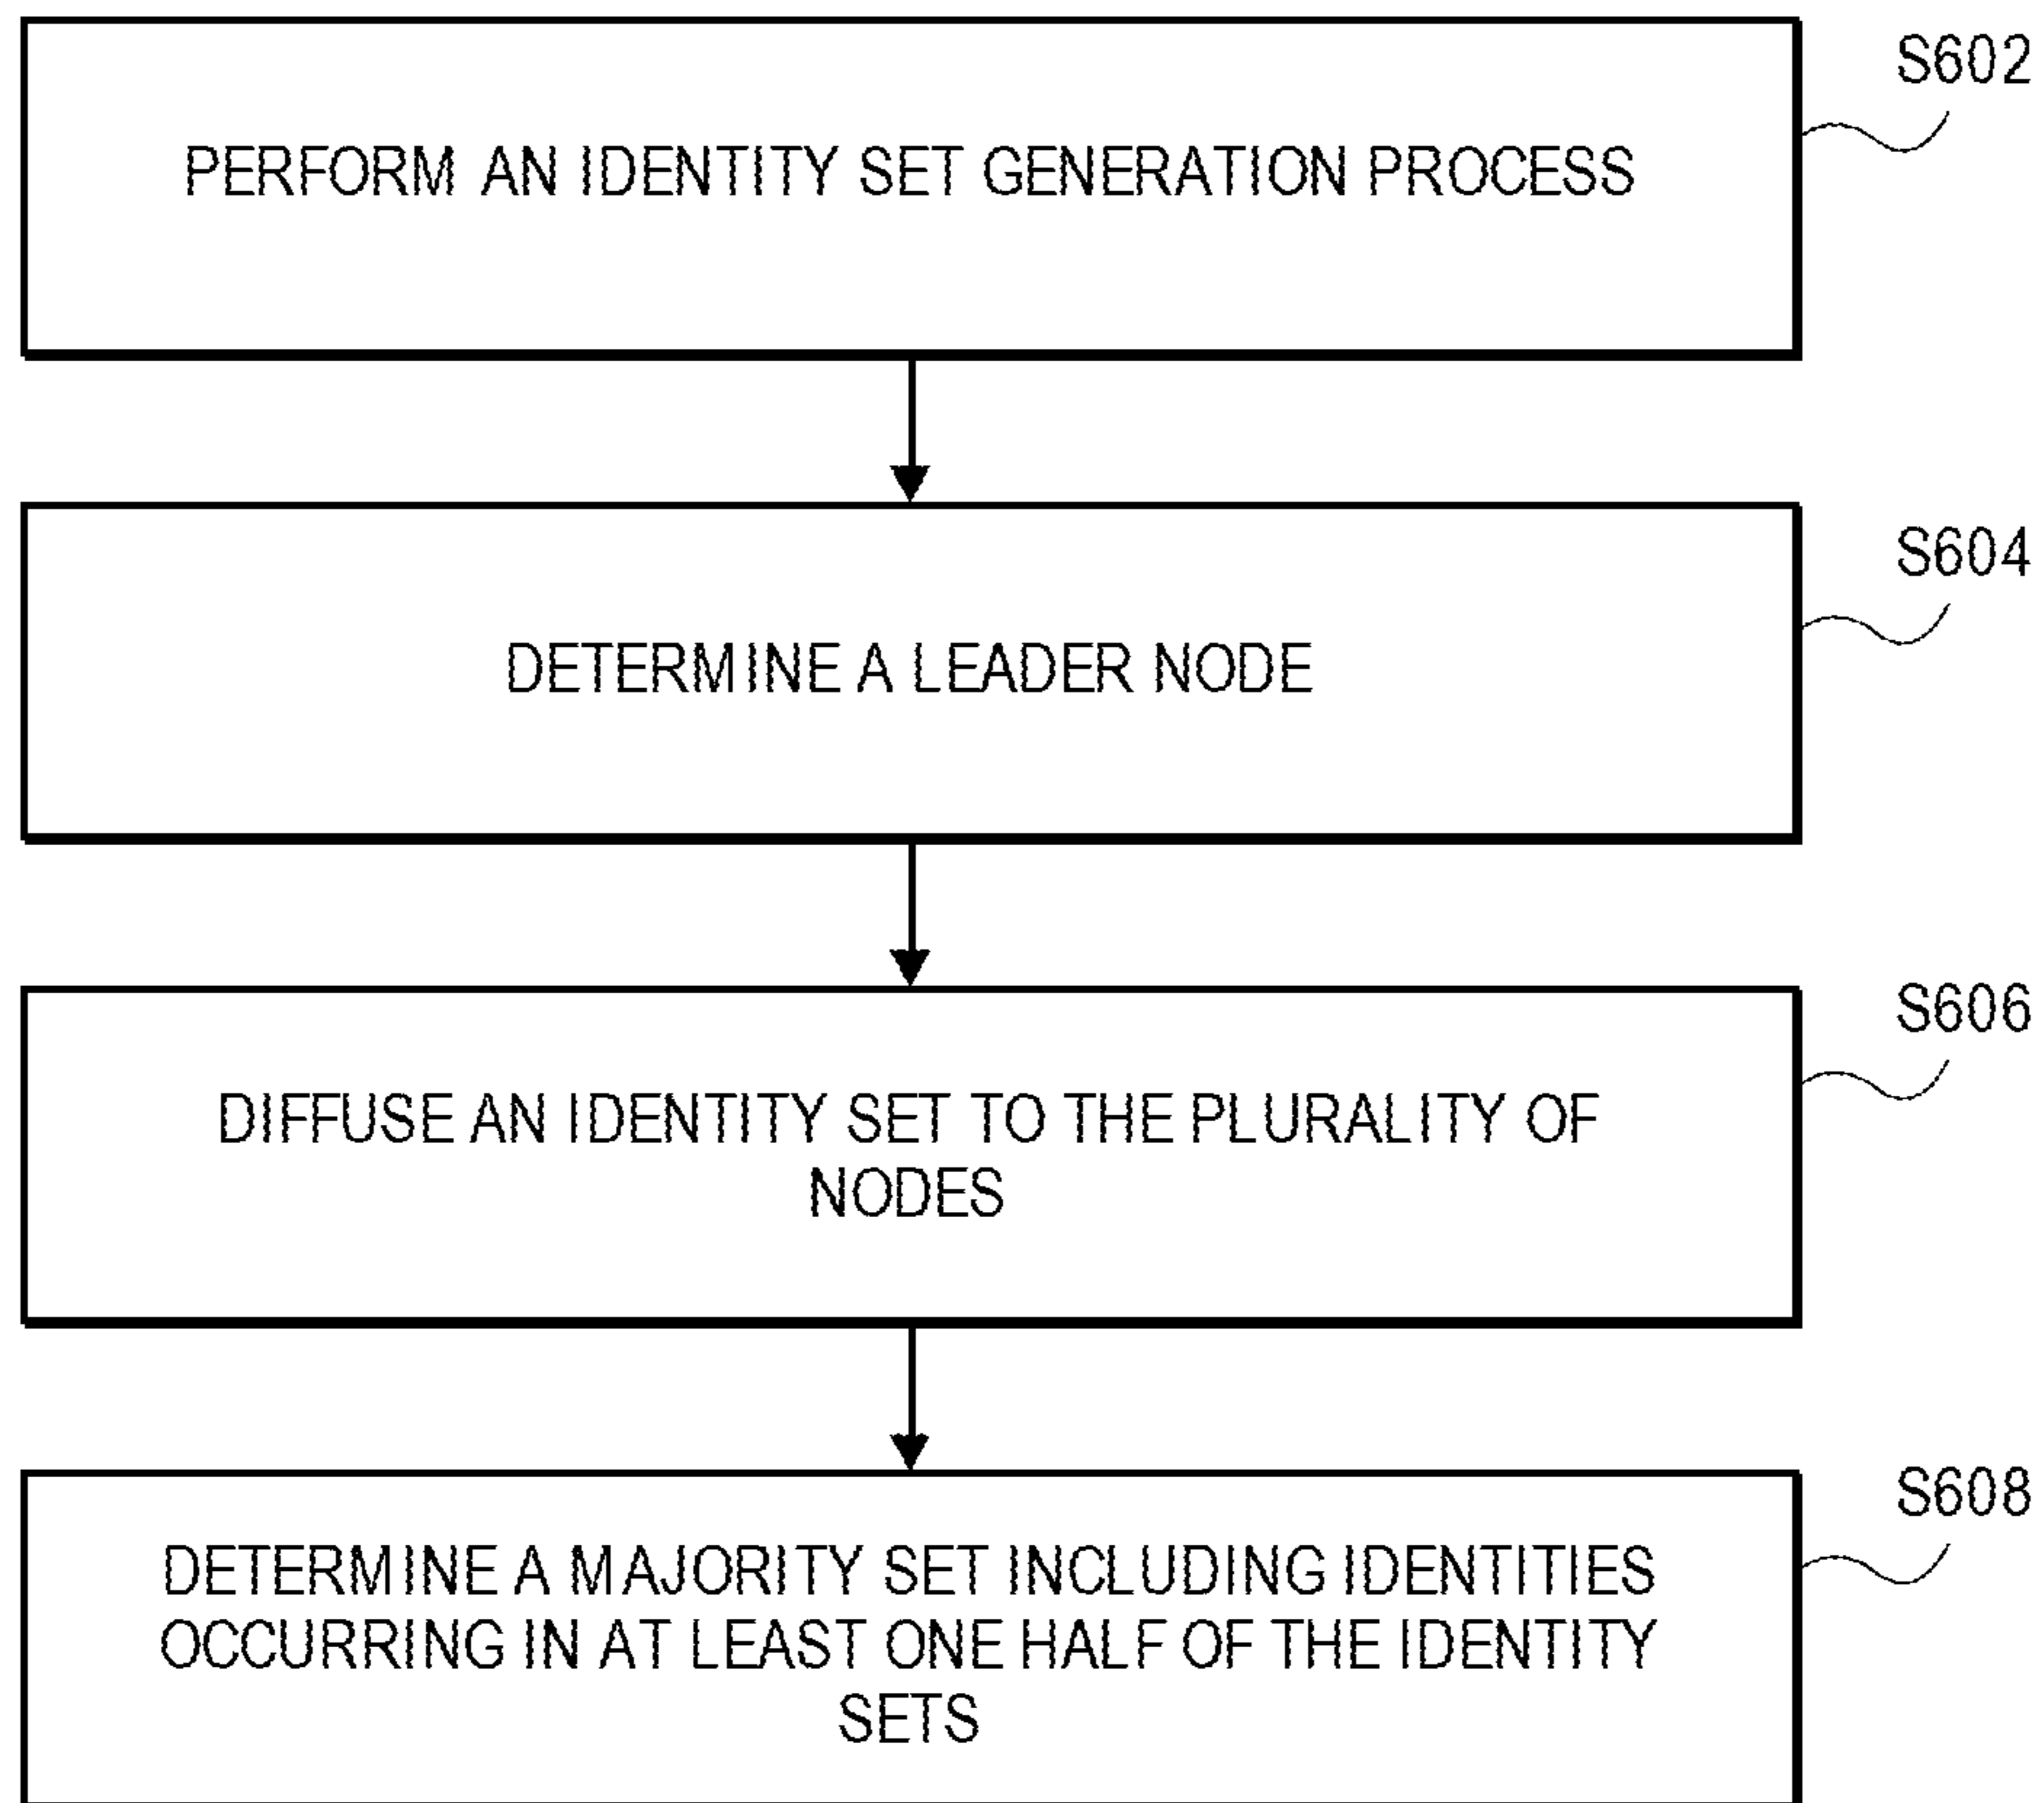 S602
PERFORM AN IDENTITY SET GENERATION PROCESS
S604
DETERMINE A LEADER NODE
S606
DIFFUSE AN IDENTITY SET TO THE PLURALITY OF
NODES
S608
DETERMINE A MAJORITY SET INCLUDING IDENTITIES
OCCURRING IN AT LEAST ONE HALF OF THE IDENTITY
SETS